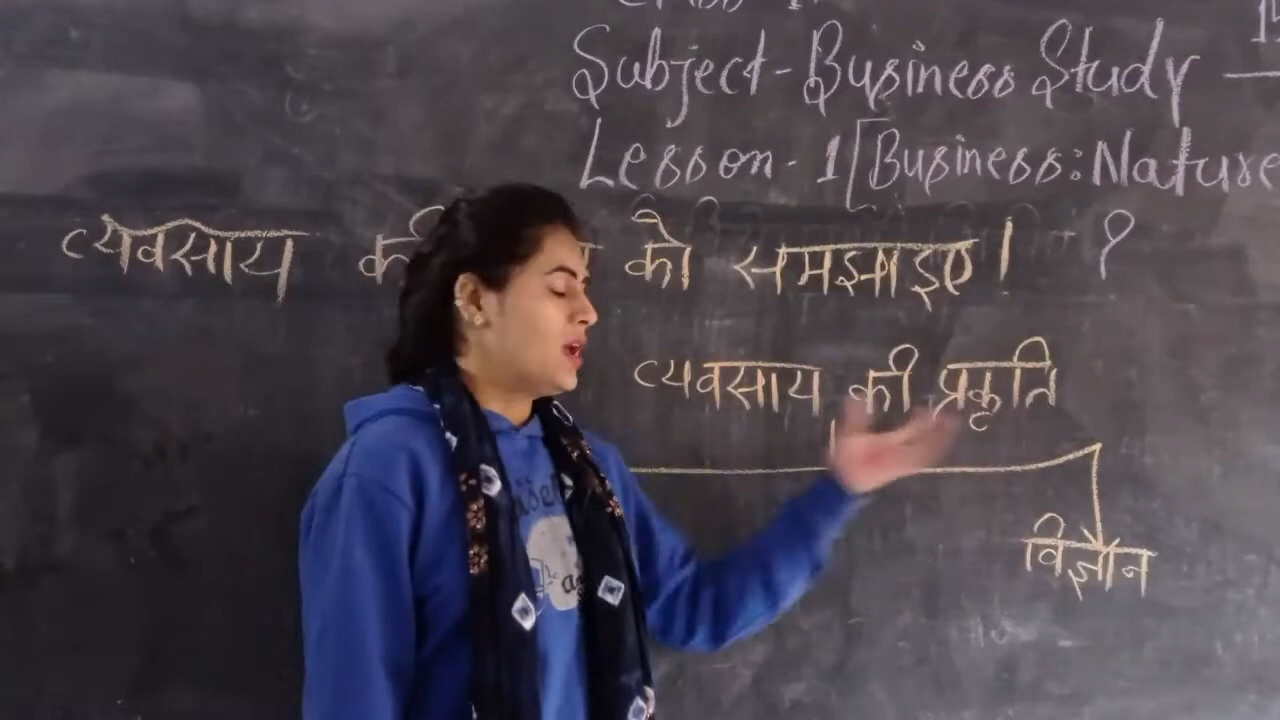 Subject-Business Study
Lesson-1[Business:Nature
व्यवसाय की को समझाइए। ?
व्यवसाय की प्रकृति
विज्ञान